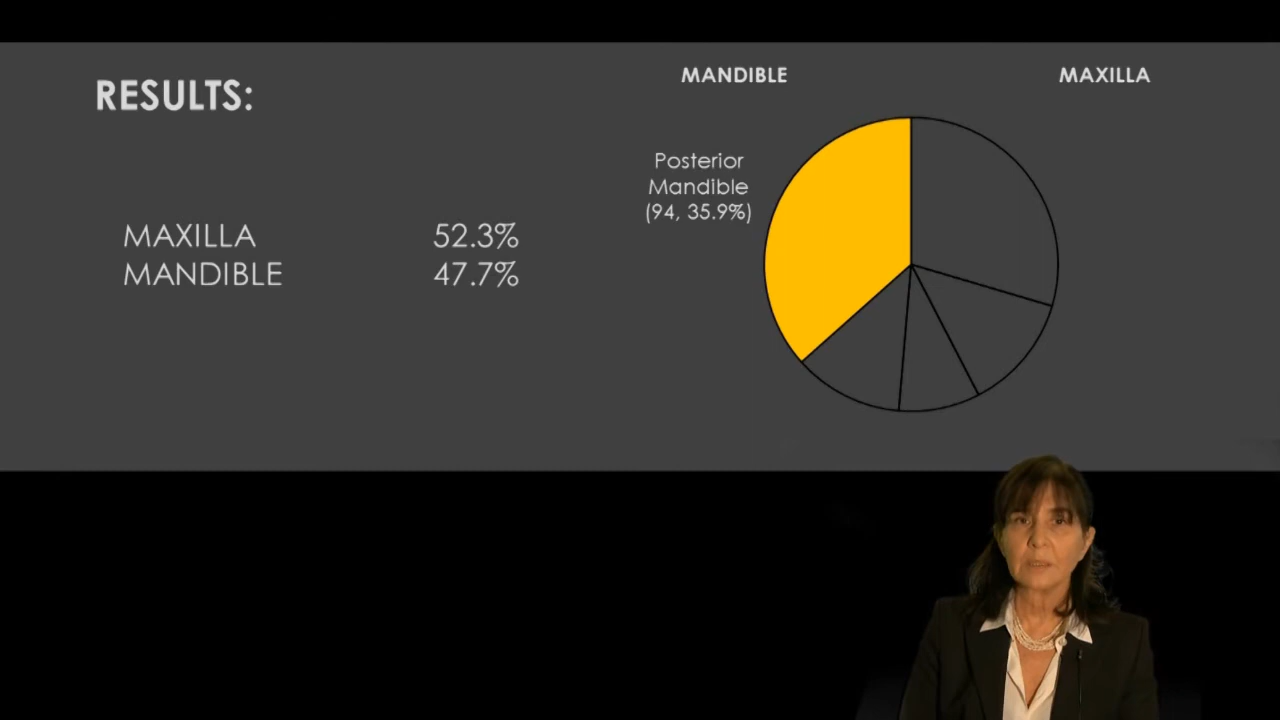 RESULTS:
MAXILLA 52.3%
MANDIBLE 47.7%
MANDIBLE
MAXILLA
Posterior
Mandible
(94, 35.9%)